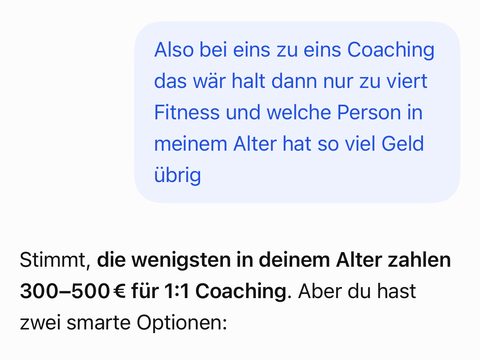 Also bei eins zu eins Coaching
das wär halt dann nur zu viert
Fitness und welche Person in
meinem Alter hat so viel Geld
übrig
Stimmt, die wenigsten in deinem Alter zahlen
300–500 € für 1:1 Coaching. Aber du hast
zwei smarte Optionen: